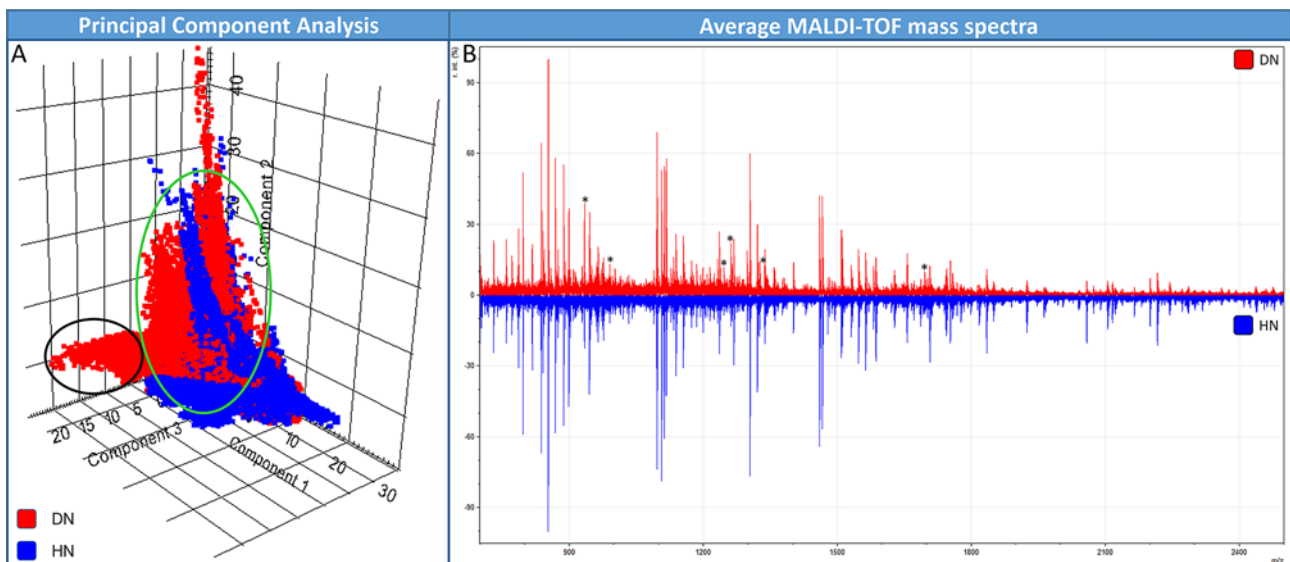 Principal Component Analysis
Average MALDI-TOF mass spectra
A
40
30
20
Component 2
20
15
10
5
Component 3
Component 1
10
20
30
DN
HN
B
r. int. (%)
90
60
30
0
-30
-60
-90
* * * * * * *
DN
HN
900
1200
1500
1800
2100
2400
m/z